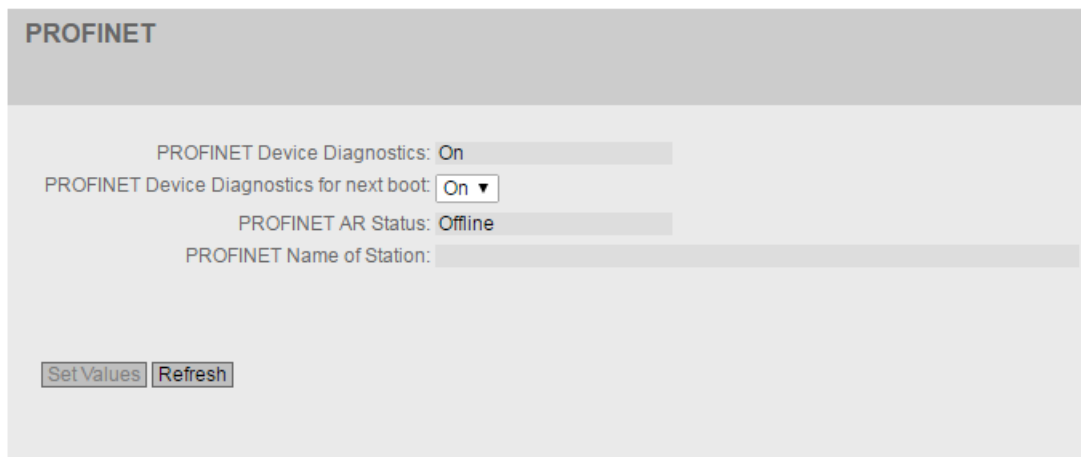 PROFINET
PROFINET Device Diagnostics: On
PROFINET Device Diagnostics for next boot: On ▼
PROFINET AR Status: Offline
PROFINET Name of Station:
Set Values Refresh